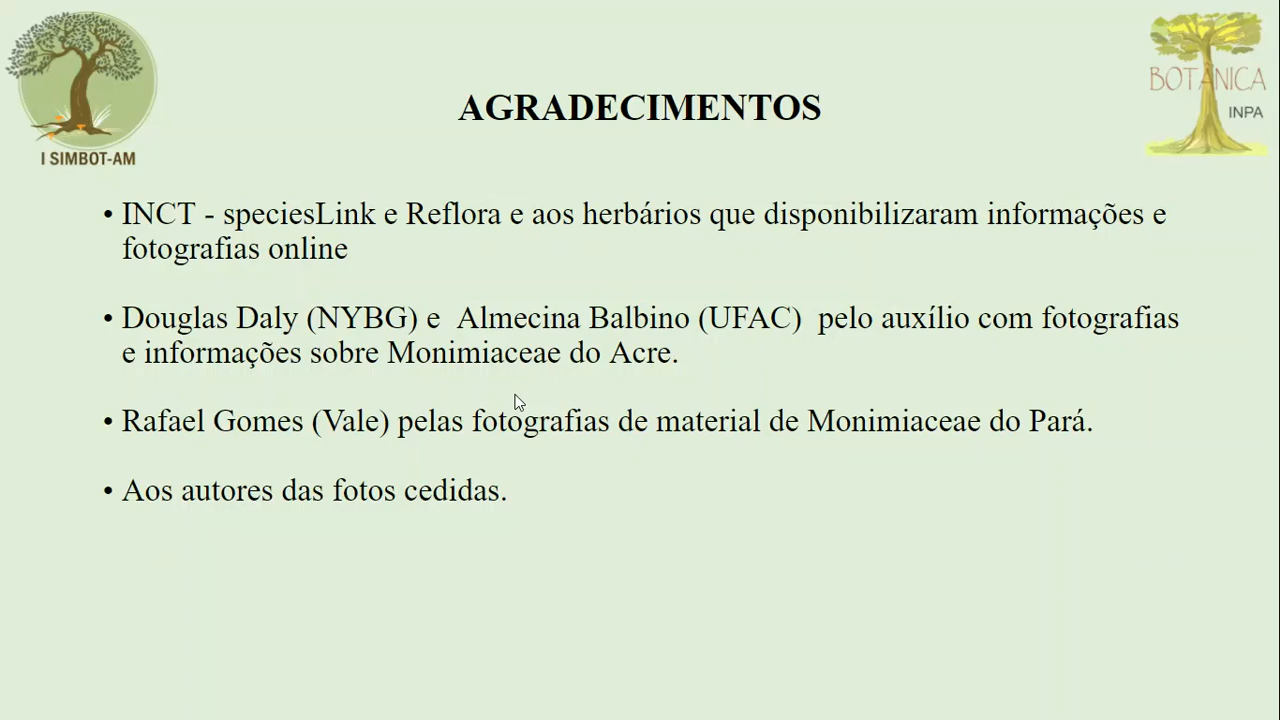 I SIMBOT-AM
BOTÂNICA
INPA
AGRADECIMENTOS
• INCT - speciesLink e Reflora e aos herbários que disponibilizaram informações e
fotografias online
• Douglas Daly (NYBG) e Almecina Balbino (UFAC) pelo auxílio com fotografias
e informações sobre Monimiaceae do Acre.
• Rafael Gomes (Vale) pelas fotografias de material de Monimiaceae do Pará.
• Aos autores das fotos cedidas.